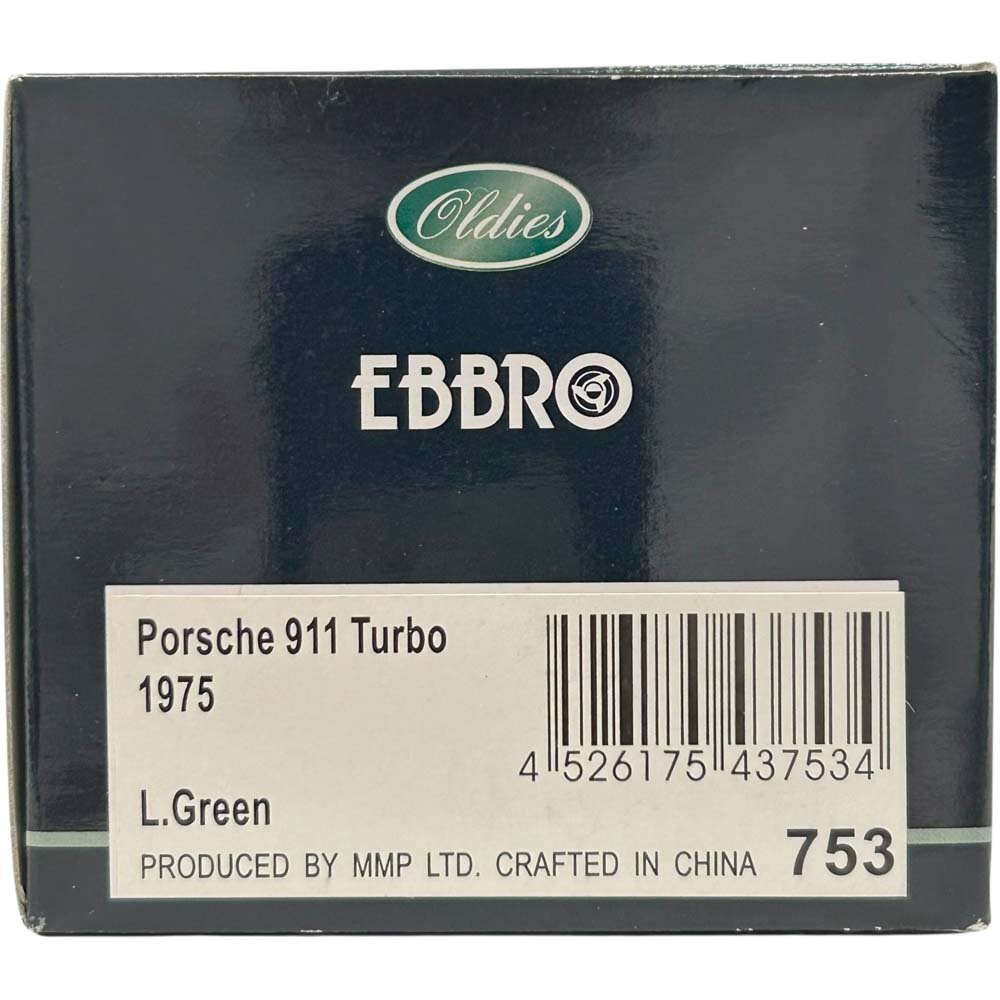 Oldies
EBBRO
Porsche 911 Turbo
1975
4 526175 437534
L.Green
PRODUCED BY MMP LTD. CRAFTED IN CHINA 753